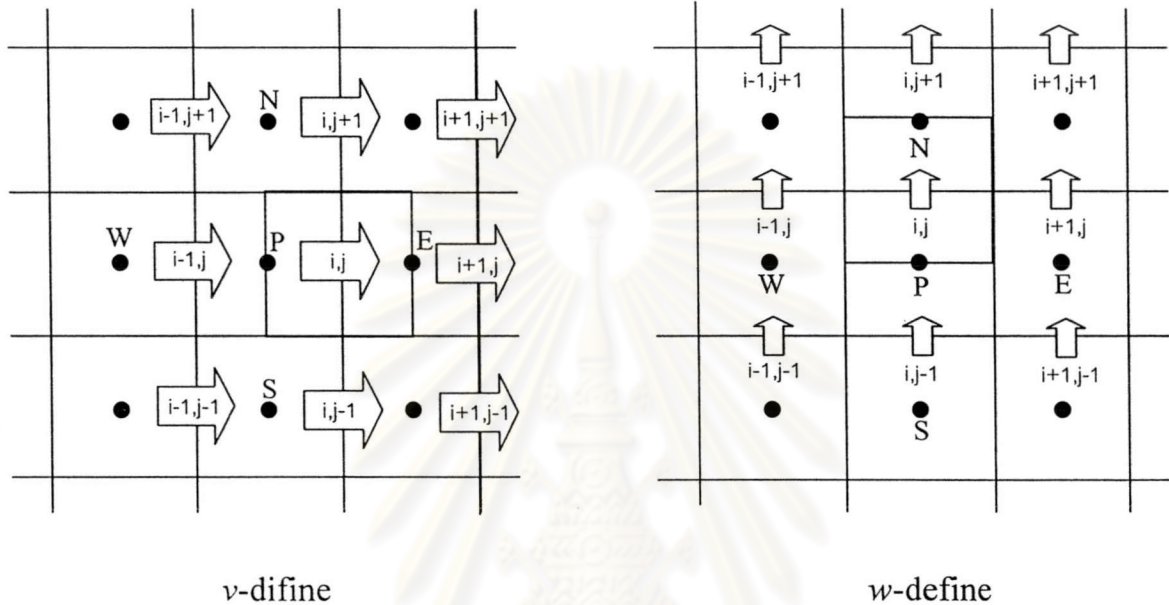 N
i-1,j+1
i,j+1
i+1,j+1
W
P
E
i-1,j
i,j
i+1,j
S
i-1,j-1
i,j-1
i+1,j-1
v-difine
i-1,j+1
i,j+1
i+1,j+1
N
i-1,j
i,j
i+1,j
W
P
E
i-1,j-1
i,j-1
i+1,j-1
S
w-define